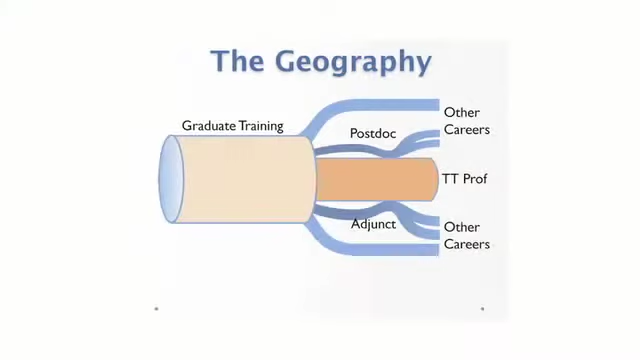 The Geography
Graduate Training
Other
Careers
Postdoc
TT Prof
Adjunct
Other
Careers